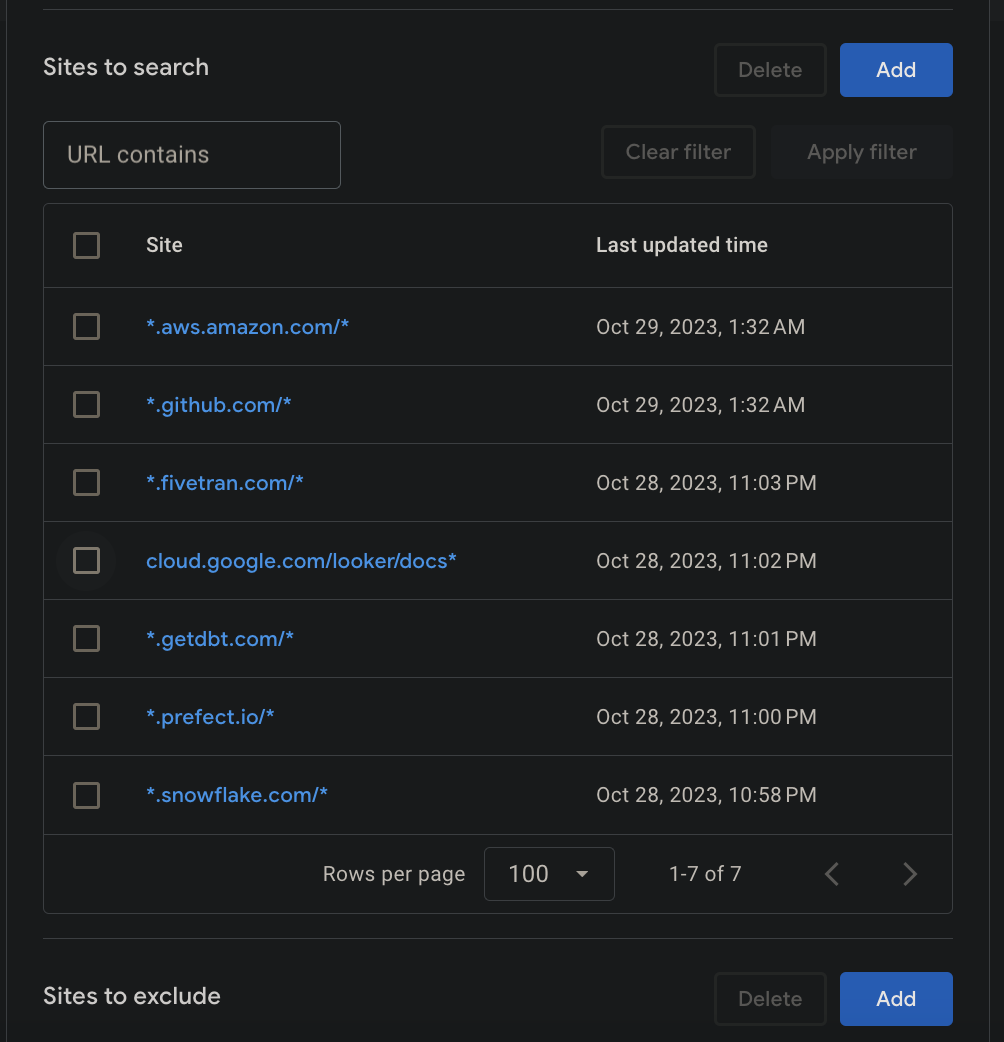 Sites to search
Delete
Add
URL contains
Clear filter
Apply filter
Site Last updated time
*.aws.amazon.com/* Oct 29, 2023, 1:32 AM
*.github.com/* Oct 29, 2023, 1:32 AM
*.fivetran.com/* Oct 28, 2023, 11:03 PM
cloud.google.com/looker/docs* Oct 28, 2023, 11:02 PM
*.getdbt.com/* Oct 28, 2023, 11:01 PM
*.prefect.io/* Oct 28, 2023, 11:00 PM
*.snowflake.com/* Oct 28, 2023, 10:58 PM
Rows per page 100 1-7 of 7
Sites to exclude
Delete
Add